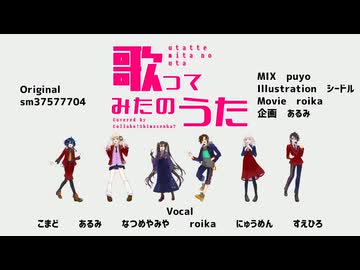 utatte
mita no
uta
歌って
みたのうた
Covered by
Collabo?Shimasenka?
Original
sm37577704
MIX puyo
Illustration シードル
Movie roika
企画 あるみ
Vocal
こまど あるみ なつめやみや roika にゅうめん すえひろ